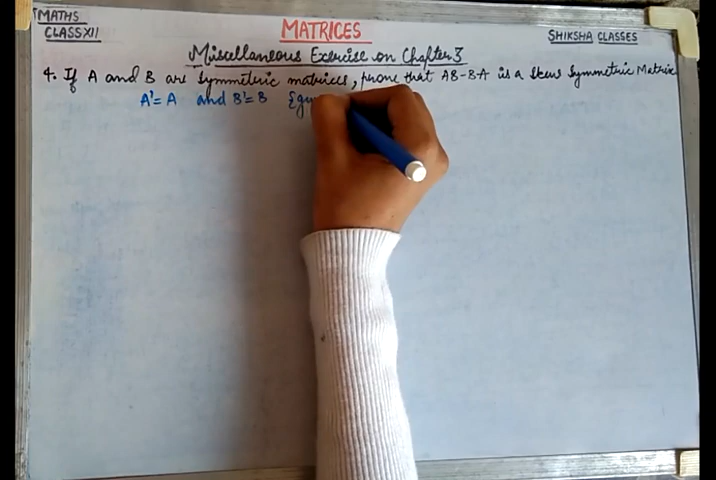 MATHS
CLASS XII
MATRICES
SHIKSHA CLASSES
Miscellaneous Exercise on Chapter 3
4. If A and B are symmetric matrices, prove that AB-BA is a Skew Symmetric Matrix
A'= A and B'= B {g